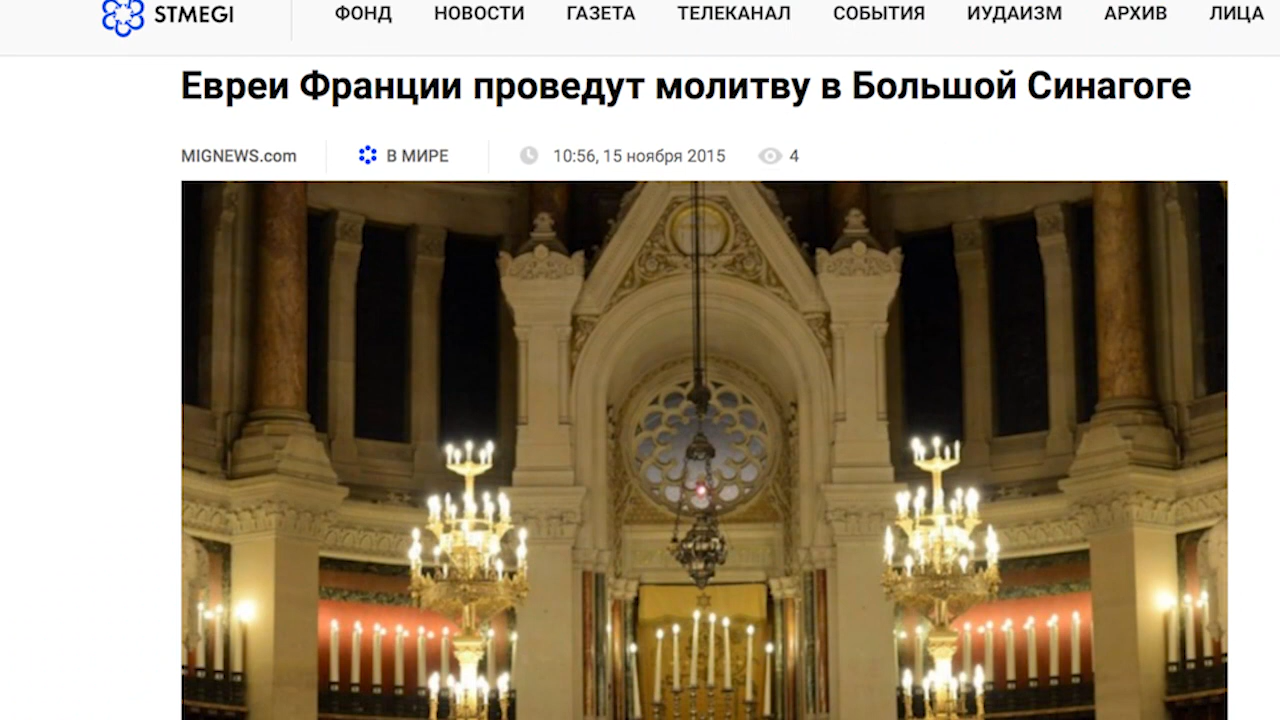 STMEGI
ФОНД НОВОСТИ ГАЗЕТА ТЕЛЕКАНАЛ СОБЫТИЯ ИУДАИЗМ АРХИВ ЛИЦА
Евреи Франции проведут молитву в Большой Синагоге
MIGNEWS.com В МИРЕ 10:56, 15 ноября 2015 4